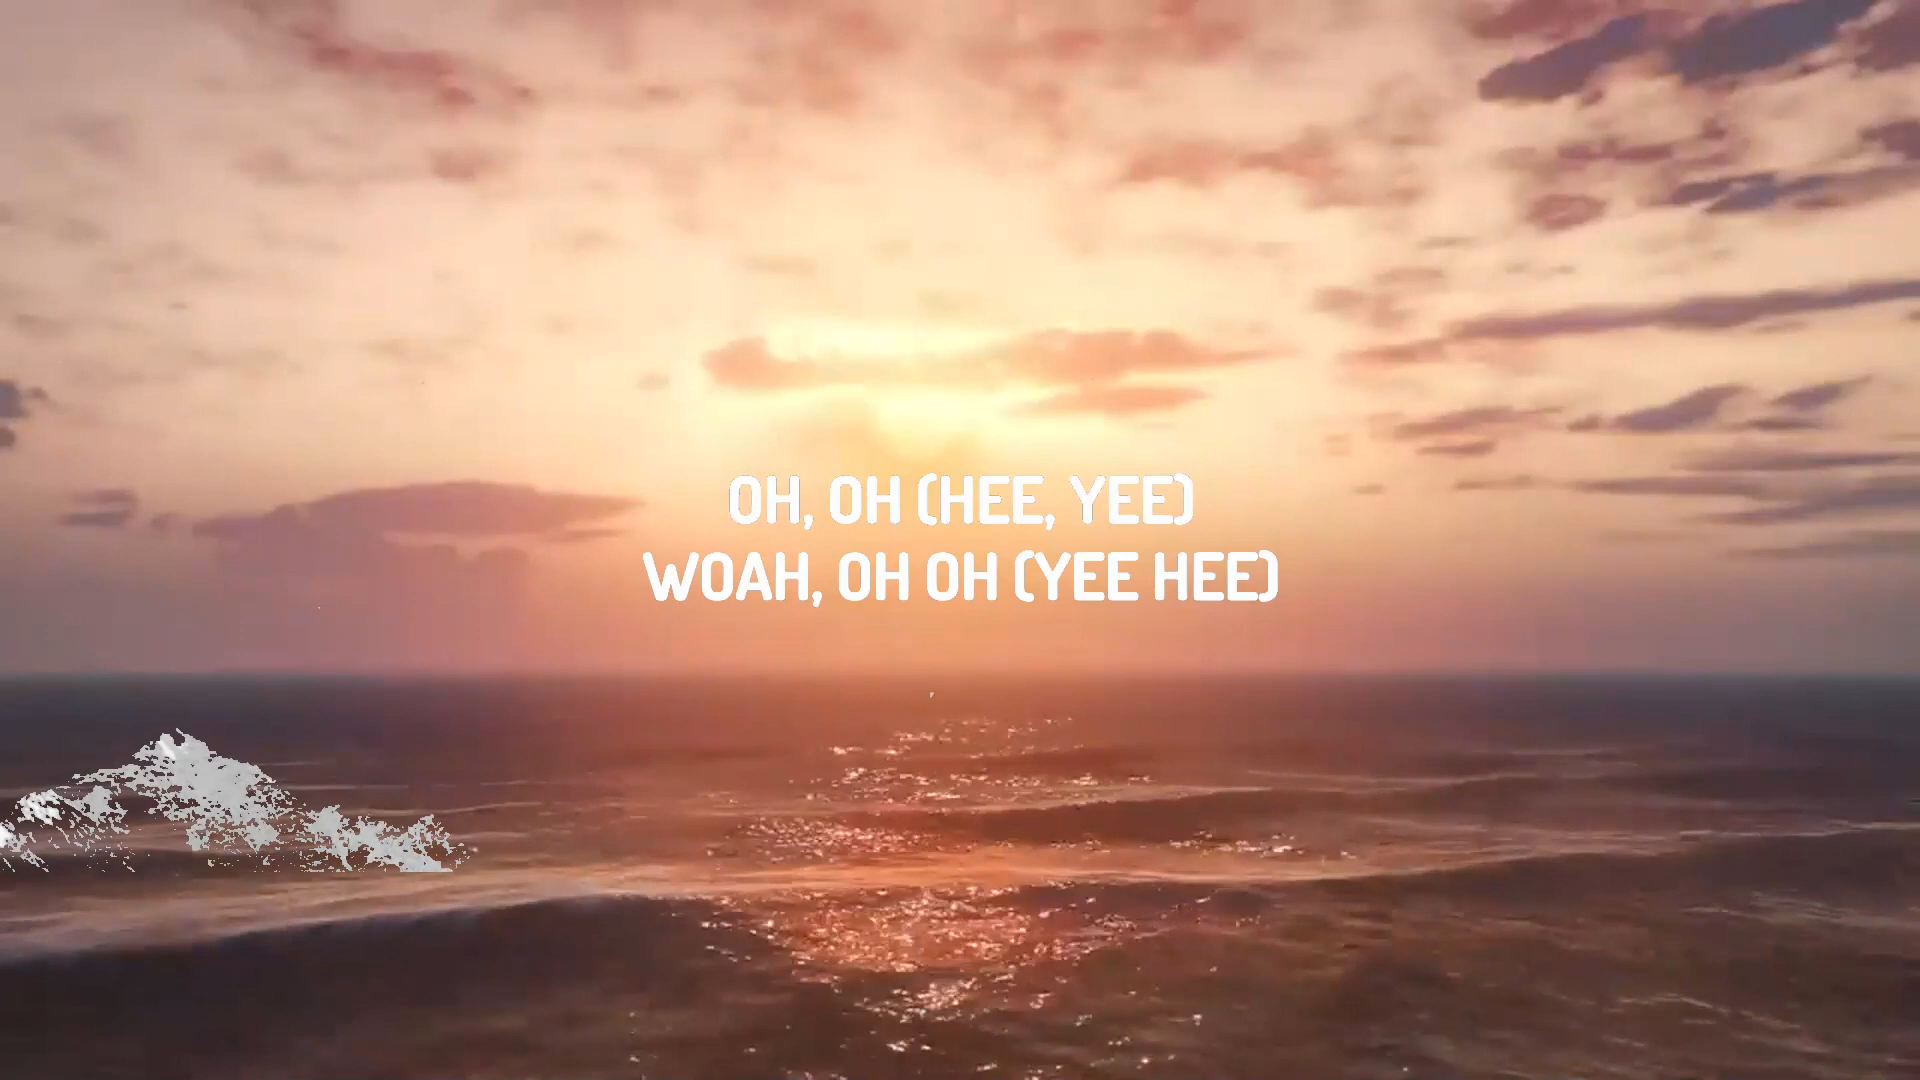 OH, OH (HEE, YEE)
WOAH, OH OH (YEE HEE)